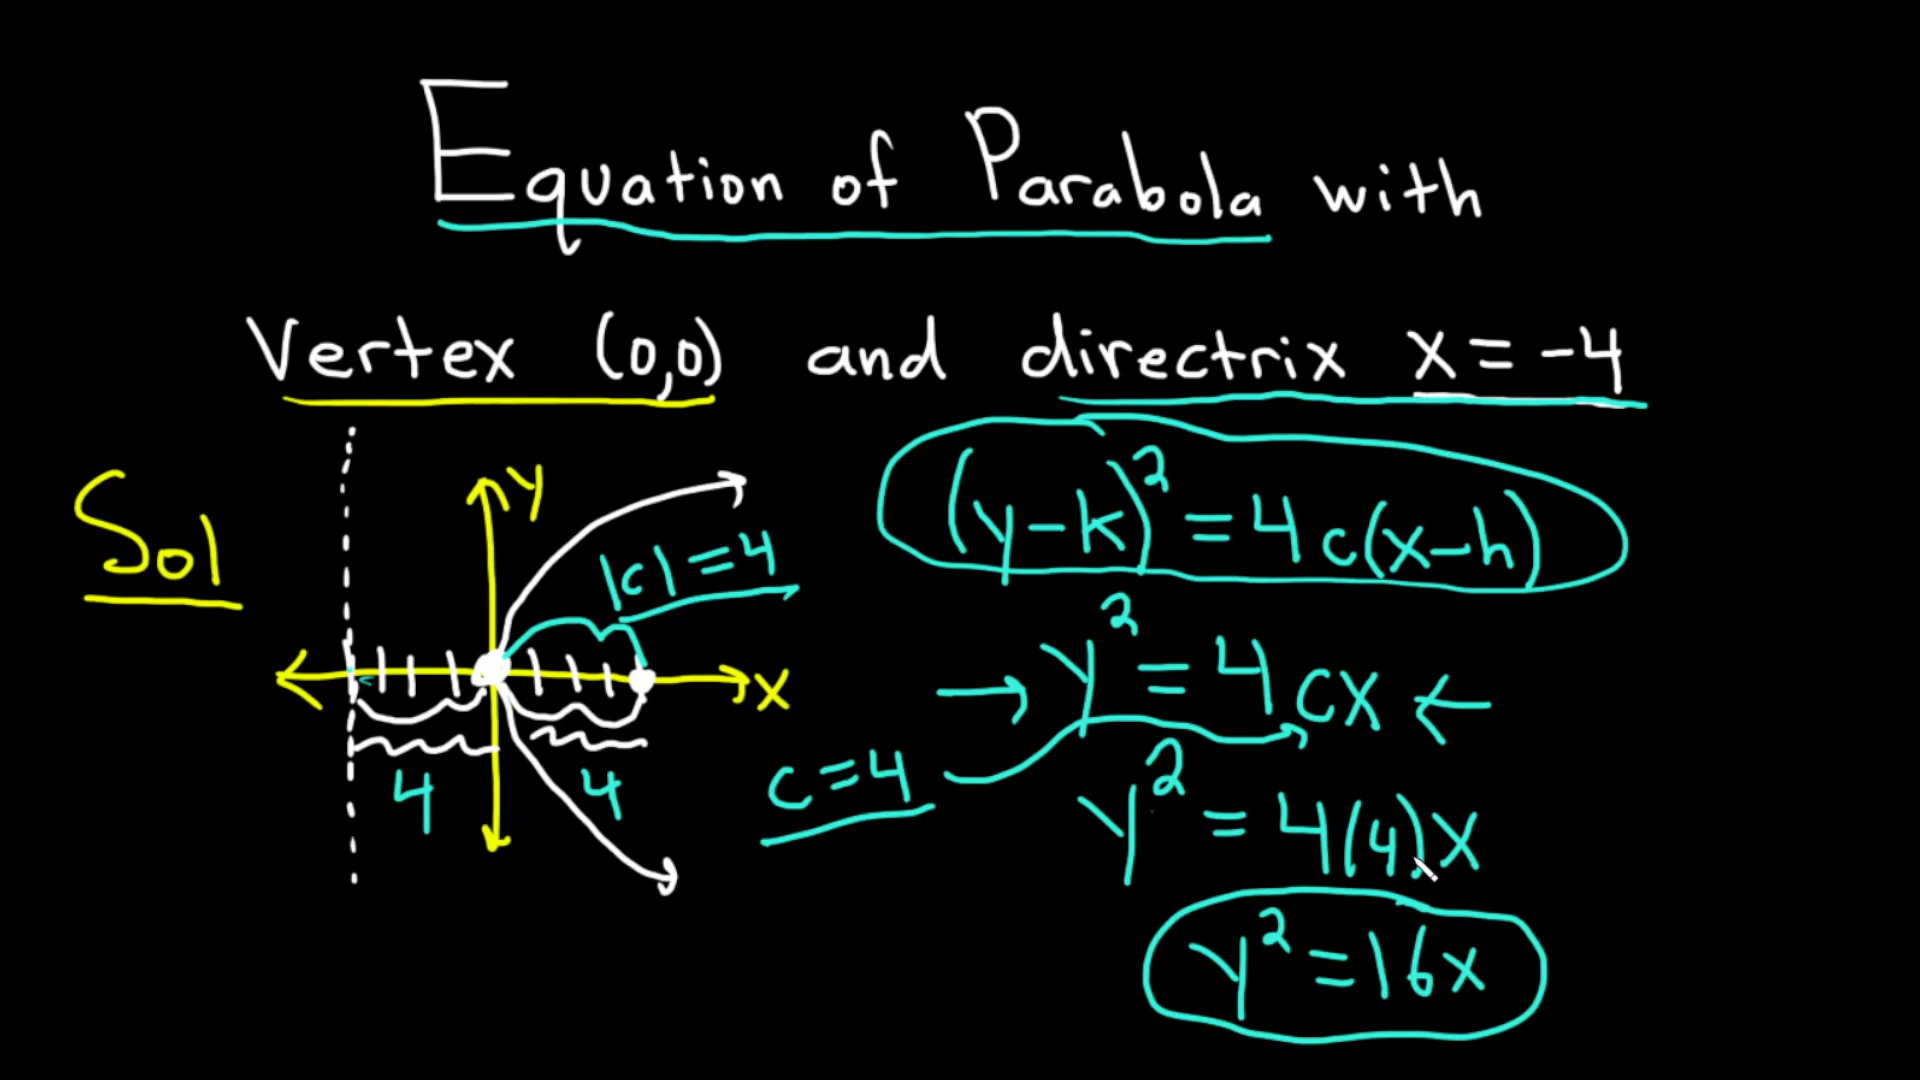 Equation of Parabola with
Vertex (0,0) and directrix x = -4
Sol
y
|c| = 4
x
4
4
(y-k)² = 4c(x-h)
→ y² = 4cx ←
c = 4
y² = 4(4)x
y² = 16x